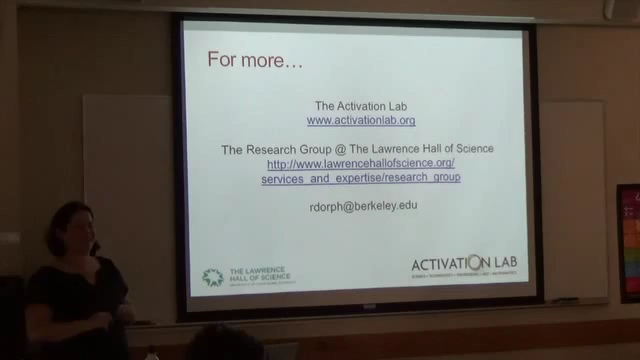 For more…
The Activation Lab
www.activationlab.org
The Research Group @ The Lawrence Hall of Science
http://www.lawrencehallofscience.org/
services_and_expertise/research_group
rdorph@berkeley.edu
THE LAWRENCE
HALL OF SCIENCE
ACTIVATION LAB